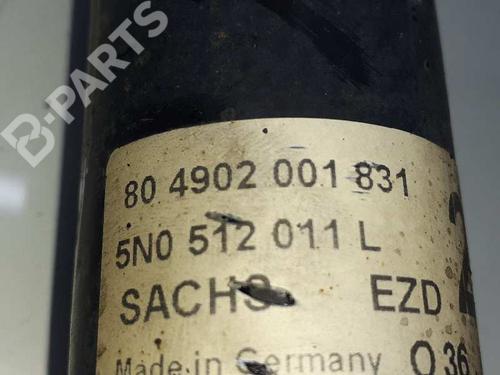 B-PARTS
80 4902 001 831
5N0 512 011 L
SACHS EZD
Made in Germany O 36